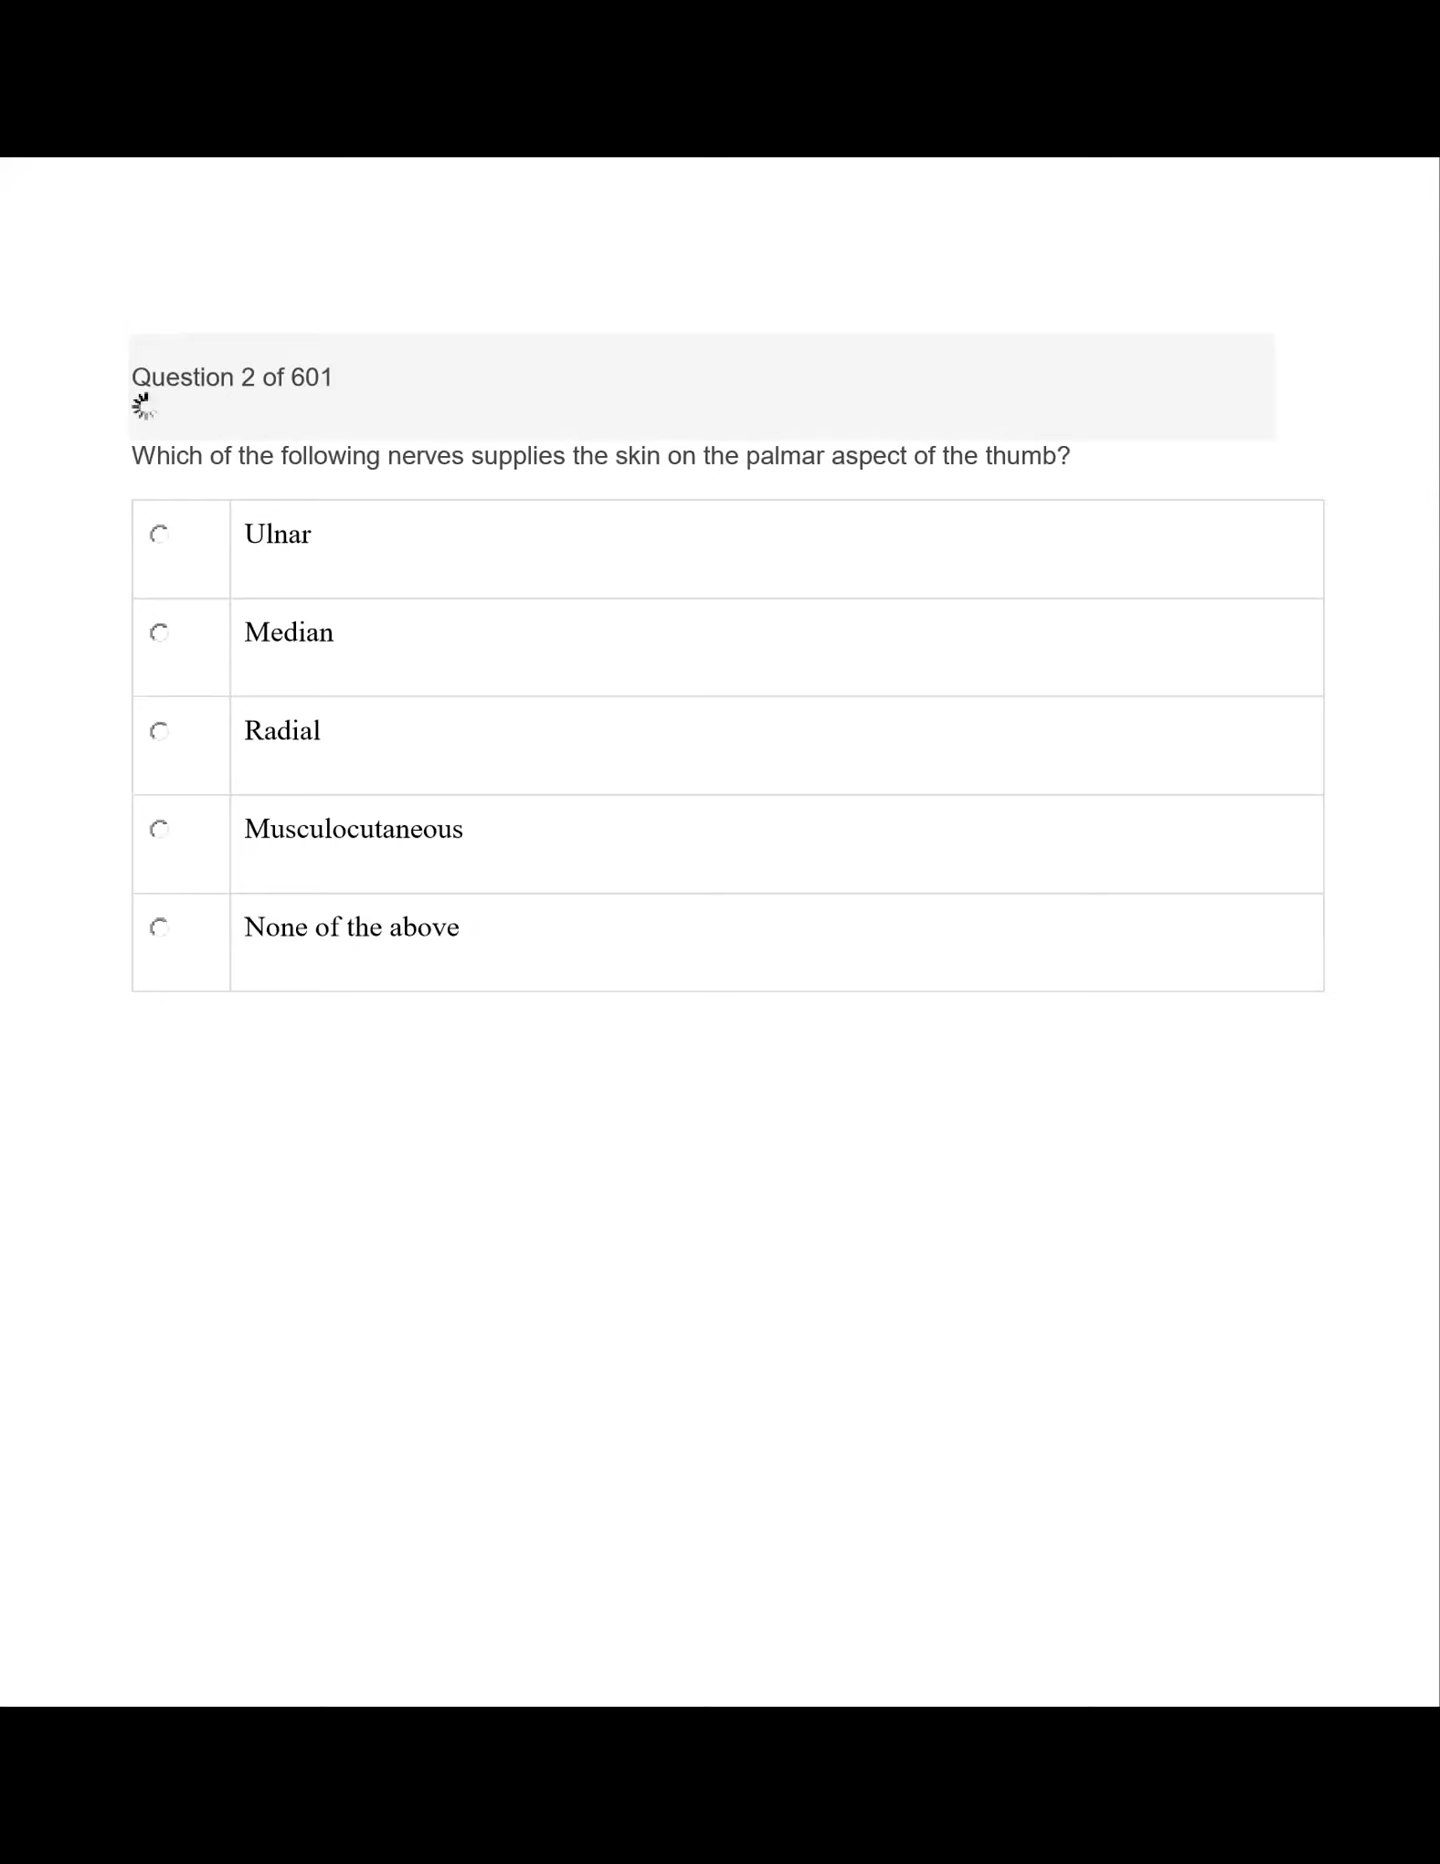 Question 2 of 601
Which of the following nerves supplies the skin on the palmar aspect of the thumb?
Ulnar
Median
Radial
Musculocutaneous
None of the above